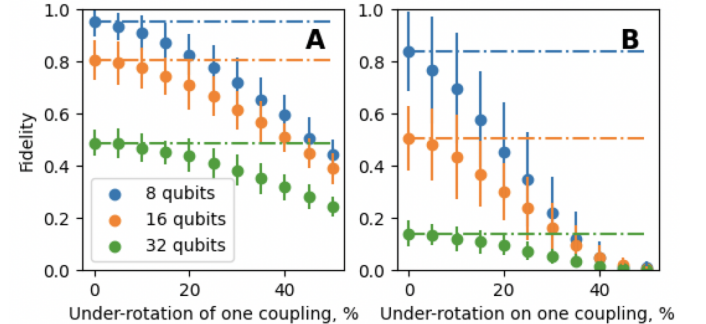 1.0
0.8
0.6
0.4
0.2
0.0
Fidelity
A
8 qubits
16 qubits
32 qubits
0 20 40
Under-rotation of one coupling, %
1.0
0.8
0.6
0.4
0.2
0.0
B
0 20 40
Under-rotation on one coupling, %